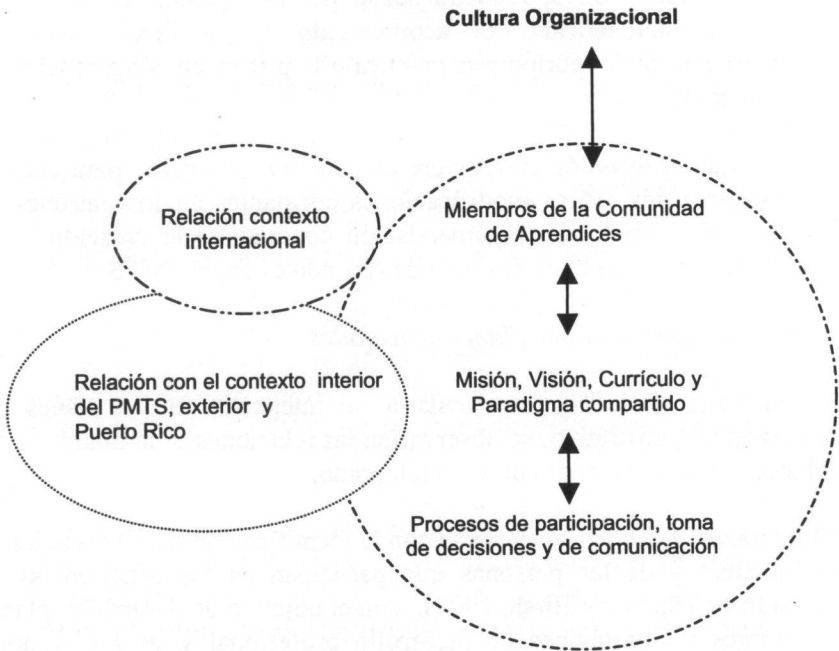 Cultura Organizacional
Relación contexto
internacional
Miembros de la Comunidad
de Aprendices
Relación con el contexto interior
del PMTS, exterior y
Puerto Rico
Misión, Visión, Currículo y
Paradigma compartido
Procesos de participación, toma
de decisiones y de comunicación